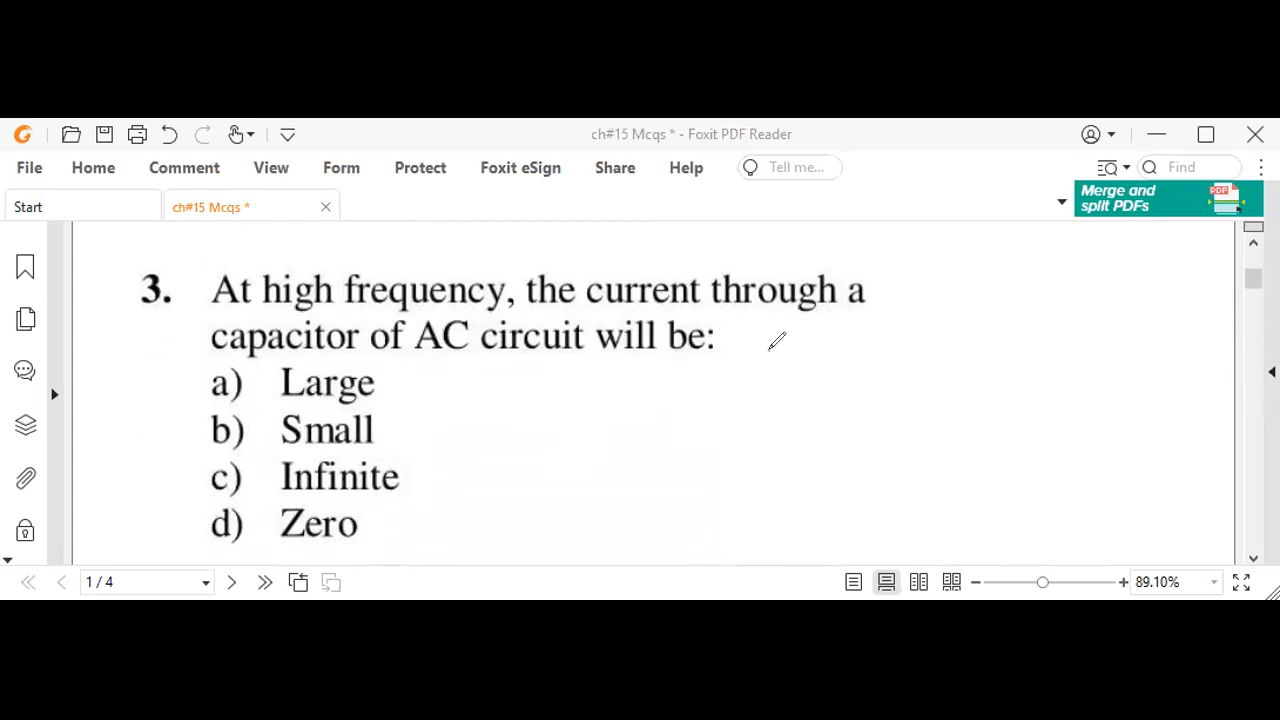 ch#15 Mcqs * - Foxit PDF Reader
File Home Comment View Form Protect Foxit eSign Share Help Tell me... Find
Start ch#15 Mcqs *
Merge and
split PDFs
PDF
3. At high frequency, the current through a
capacitor of AC circuit will be:
a) Large
b) Small
c) Infinite
d) Zero
1 / 4 89.10%